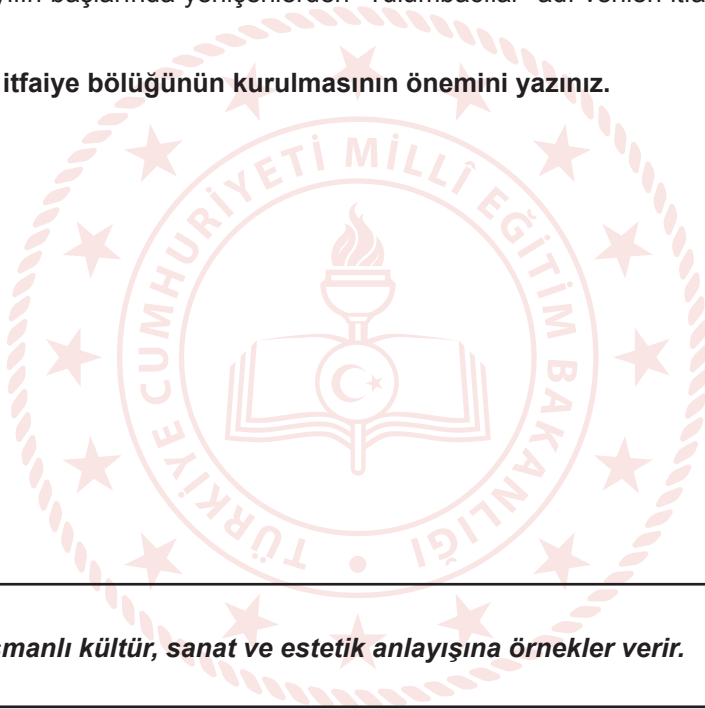 itfaiye bölüğünün kurulmasının önemini yazınız.
TÜRKİYE CUMHURİYETİ MİLLÎ EĞİTİM BAKANLIĞI
smanlı kültür, sanat ve estetik anlayışına örnekler verir.